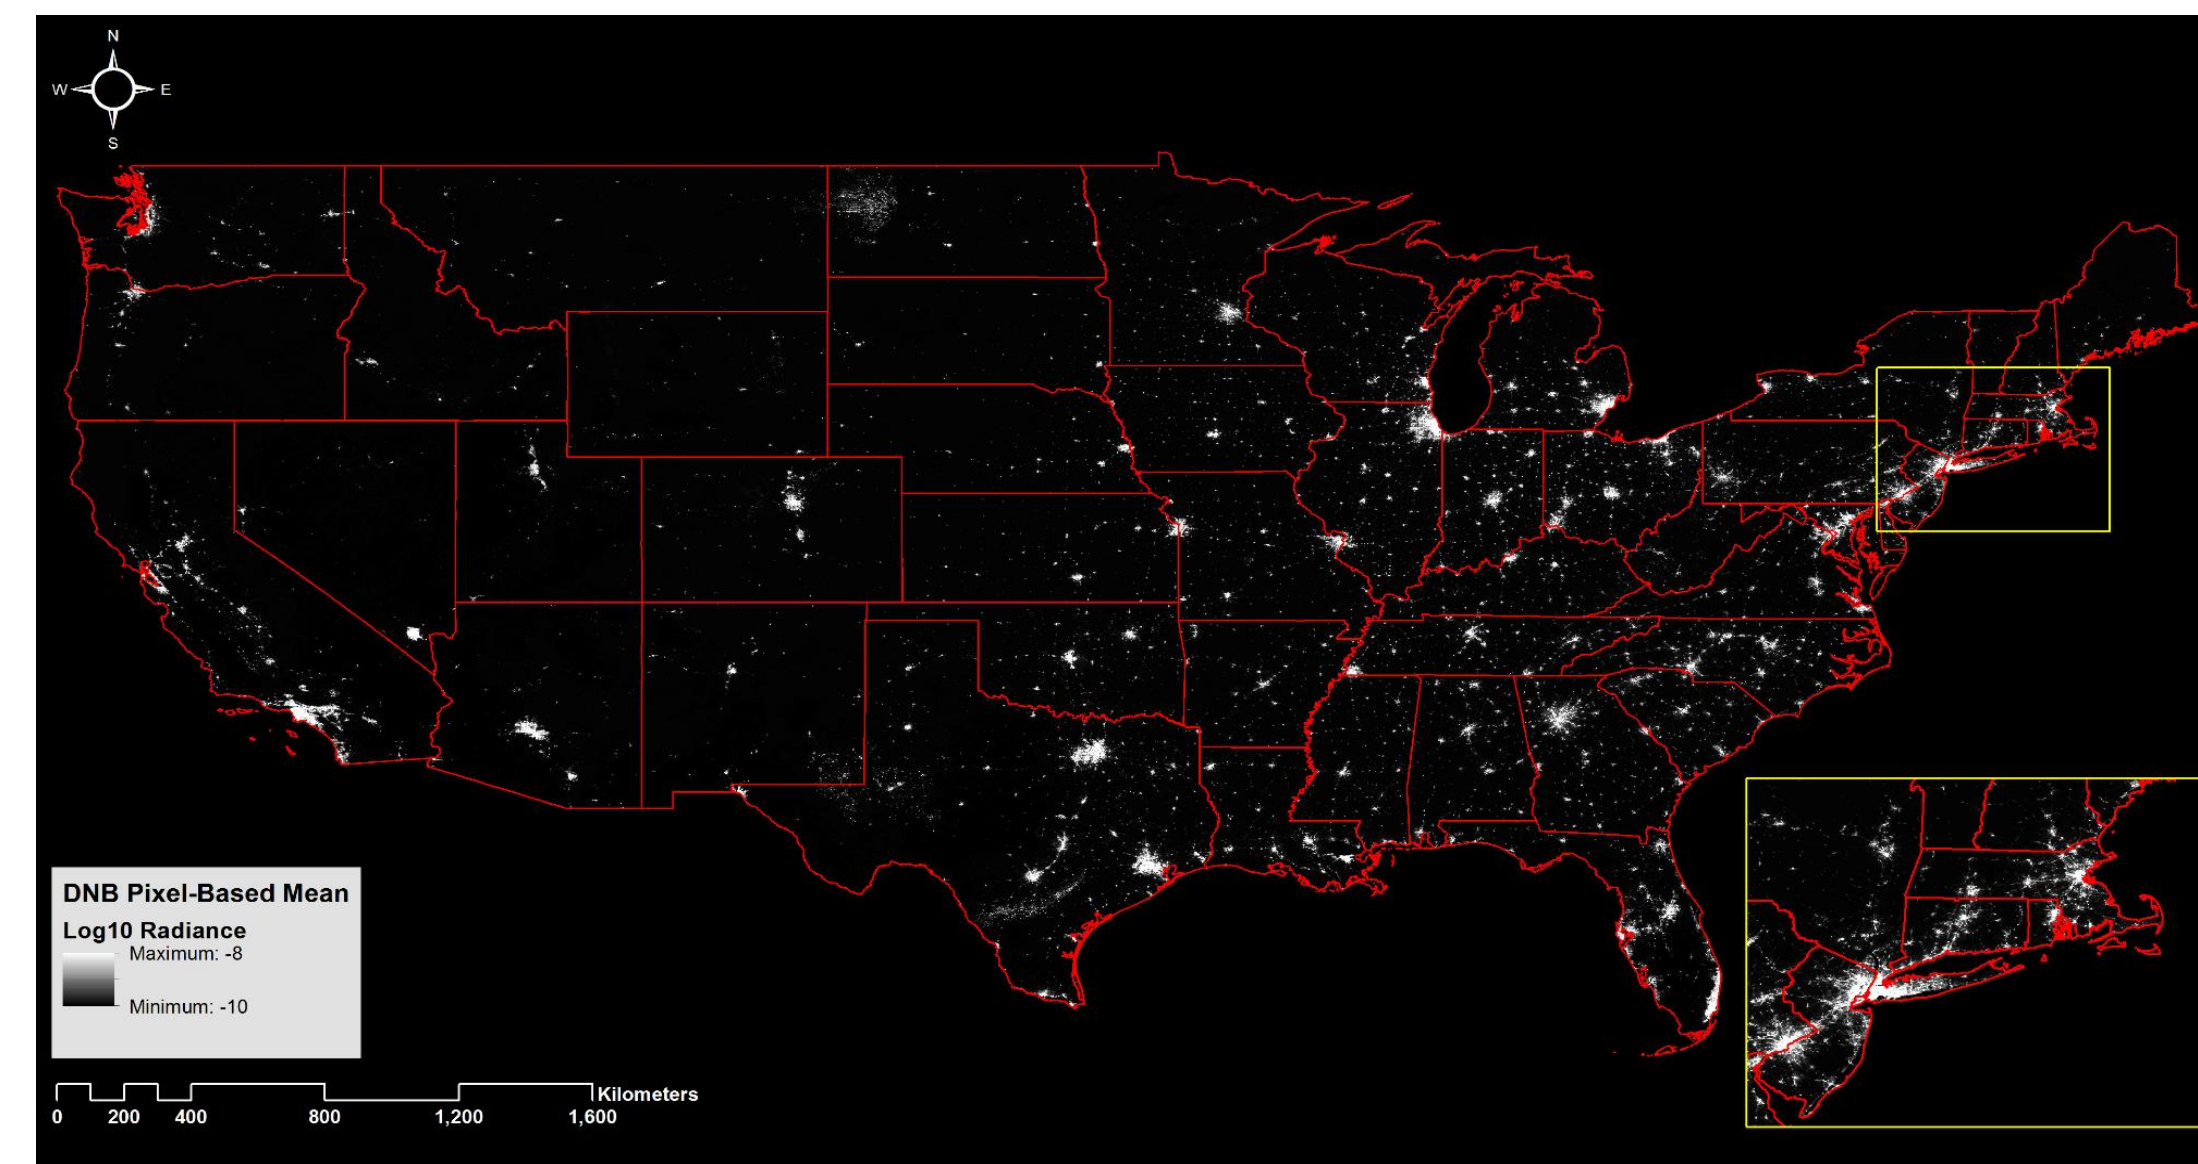 N
W E
S
DNB Pixel-Based Mean
Log10 Radiance
Maximum: -8
Minimum: -10
Kilometers
0 200 400 800 1,200 1,600